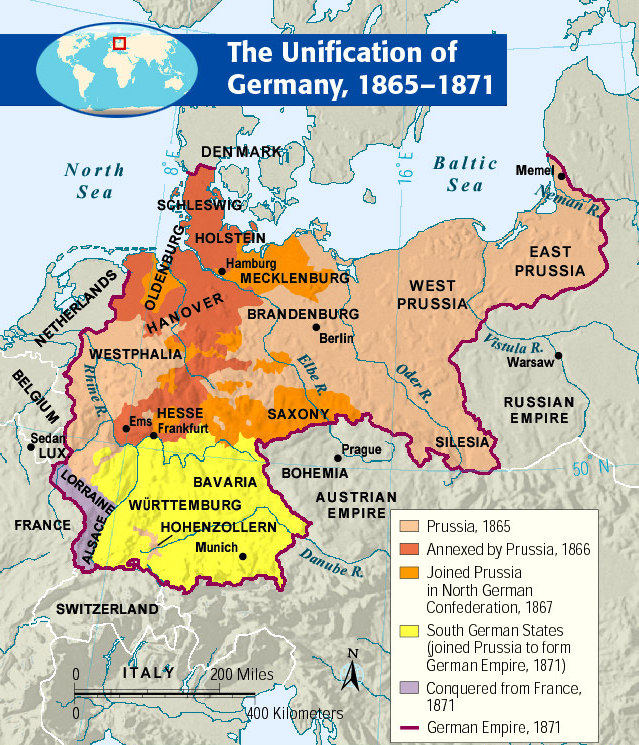 The Unification of
Germany, 1865–1871
North
Sea
8°E
DENMARK
16°E
Baltic
Sea
Memel
Neman R.
SCHLESWIG
HOLSTEIN
Hamburg
MECKLENBURG
OLDENBURG
HANOVER
NETHERLANDS
EAST
PRUSSIA
WEST
PRUSSIA
BRANDENBURG
Berlin
WESTPHALIA
Rhine R.
Elbe R.
Oder R.
Vistula R.
Warsaw
RUSSIAN
EMPIRE
BELGIUM
HESSE
Ems
Frankfurt
SAXONY
SILESIA
Sedan
LUX
Prague
50°N
BOHEMIA
AUSTRIAN
EMPIRE
BAVARIA
LORRAINE
WÜRTTEMBURG
HOHENZOLLERN
FRANCE
ALSACE
Munich
Danube R.
SWITZERLAND
ITALY
0
200 Miles
0
400 Kilometers
N
Prussia, 1865
Annexed by Prussia, 1866
Joined Prussia
in North German
Confederation, 1867
South German States
(joined Prussia to form
German Empire, 1871)
Conquered from France,
1871
German Empire, 1871